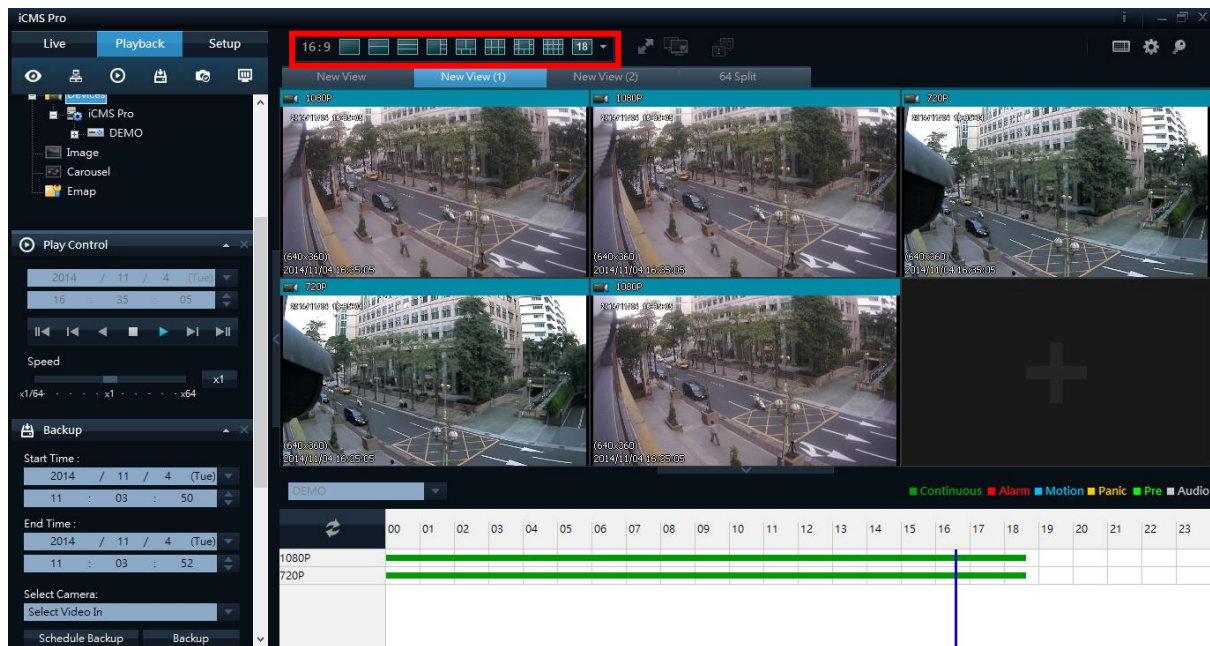 iCMS Pro
i
Live Playback Setup
16:9 18
New View New View (1) New View (2) 64 Split
Devices
iCMS Pro
DEMO
Image
Carousel
Emap
Play Control
2014 / 11 / 4 (Tue)
16 : 35 : 05
Speed
x1
x1/64 x1 x64
Backup
Start Time :
2014 / 11 / 4 (Tue)
11 : 03 : 50
End Time :
2014 / 11 / 4 (Tue)
11 : 03 : 52
Select Camera:
Select Video In
Schedule Backup Backup
1080P
(640x360)
2014/11/04 16:35:05
1080P
(640x360)
2014/11/04 16:35:05
720P
(640x360)
2014/11/04 16:35:05
720P
(640x360)
2014/11/04 16:35:05
1080P
(640x360)
2014/11/04 16:35:05
DEMO
Continuous Alarm Motion Panic Pre Audio
00 01 02 03 04 05 06 07 08 09 10 11 12 13 14 15 16 17 18 19 20 21 22 23
1080P
720P